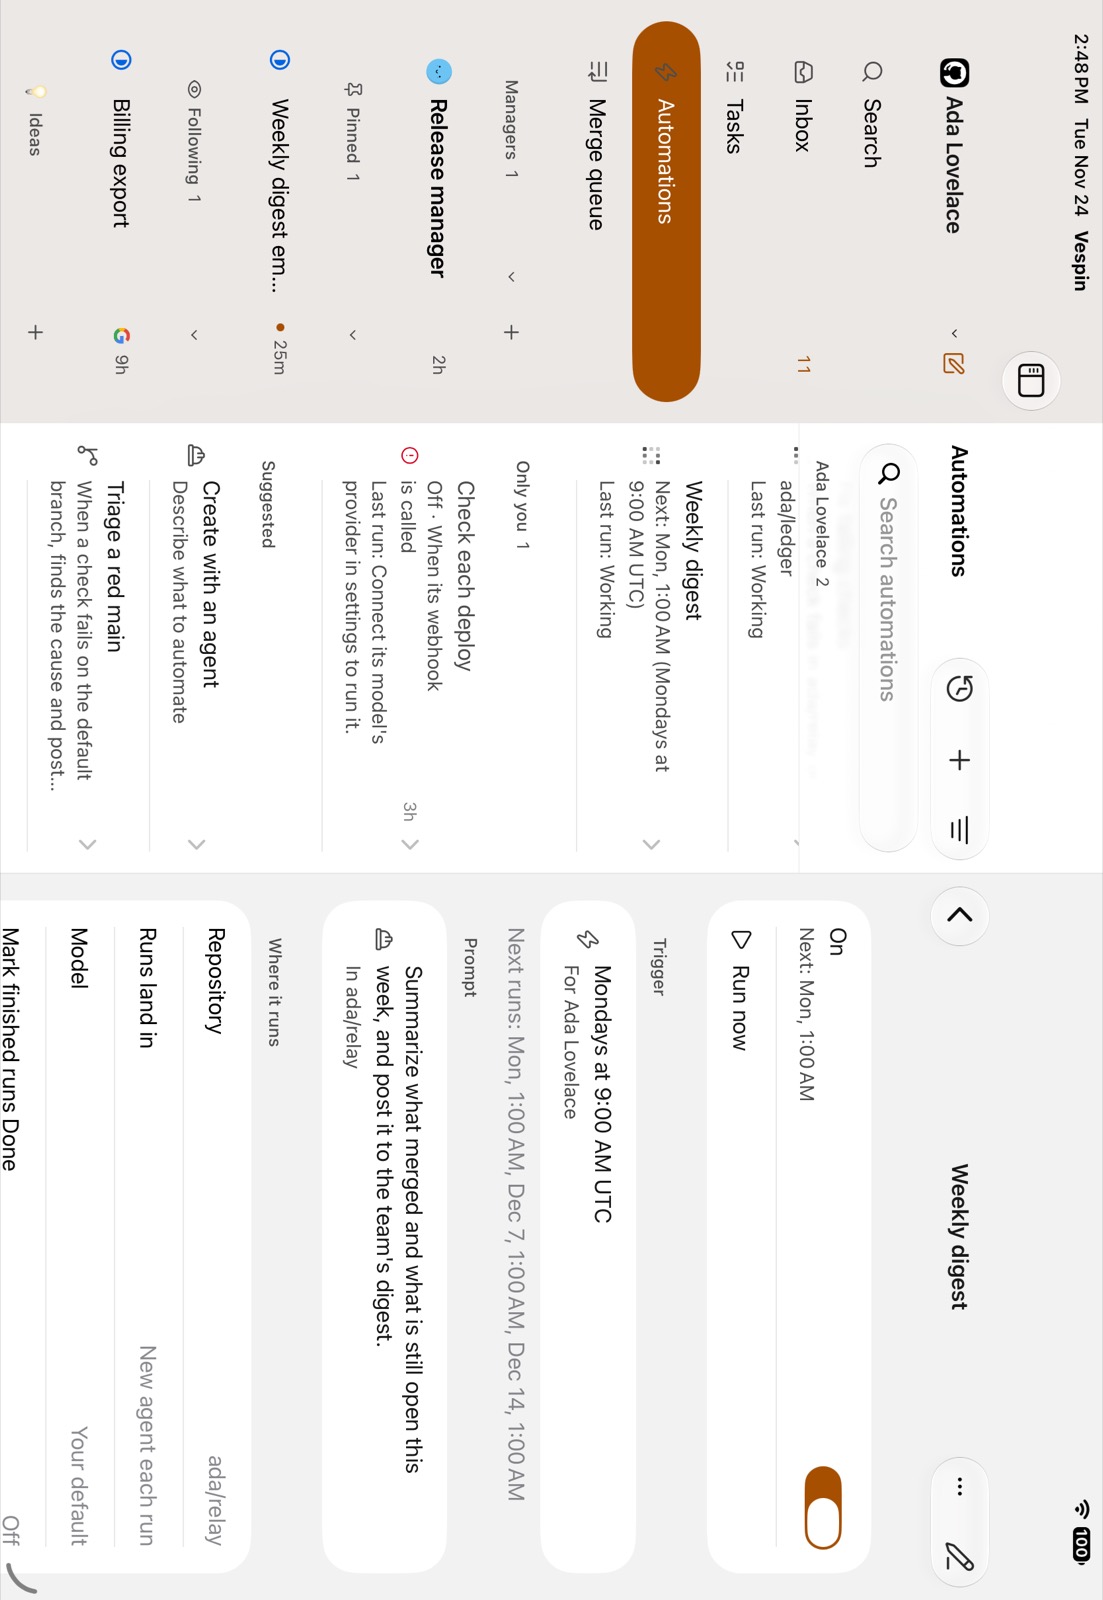 2:48 PM Tue Nov 24 Vespin
100
Ada Lovelace
Search
Inbox 11
Tasks
Automations
Merge queue
Managers 1
Release manager 2h
Pinned 1
Weekly digest em... 25m
Following 1
Billing export 9h
Ideas
Automations
Search automations
Ada Lovelace 2
ada/ledger
Last run: Working
Weekly digest
Next: Mon, 1:00 AM (Mondays at
9:00 AM UTC)
Last run: Working
Only you 1
Check each deploy
Off · When its webhook
is called
3h
Last run: Connect its model's
provider in settings to run it.
Suggested
Create with an agent
Describe what to automate
Triage a red main
When a check fails on the default
branch, finds the cause and post...
Weekly digest
On
Next: Mon, 1:00 AM
Run now
Trigger
Mondays at 9:00 AM UTC
For Ada Lovelace
Next runs: Mon, 1:00 AM, Dec 7, 1:00 AM, Dec 14, 1:00 AM
Prompt
Summarize what merged and what is still open this
week, and post it to the team's digest.
In ada/relay
Where it runs
Repository ada/relay
Runs land in New agent each run
Model Your default
Mark finished runs Done Off